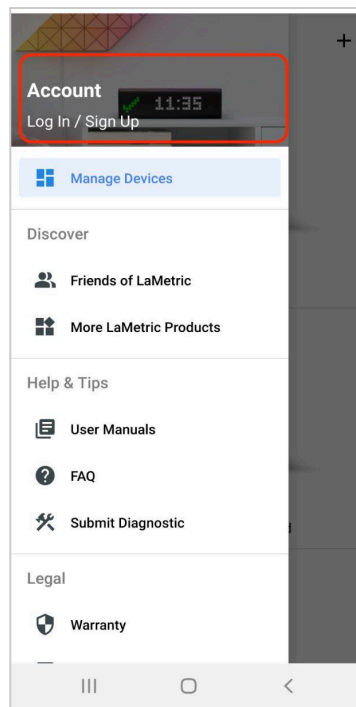 +
Account
11:35
Log In / Sign Up
Manage Devices
Discover
Friends of LaMetric
More LaMetric Products
Help & Tips
User Manuals
FAQ
Submit Diagnostic
Legal
Warranty